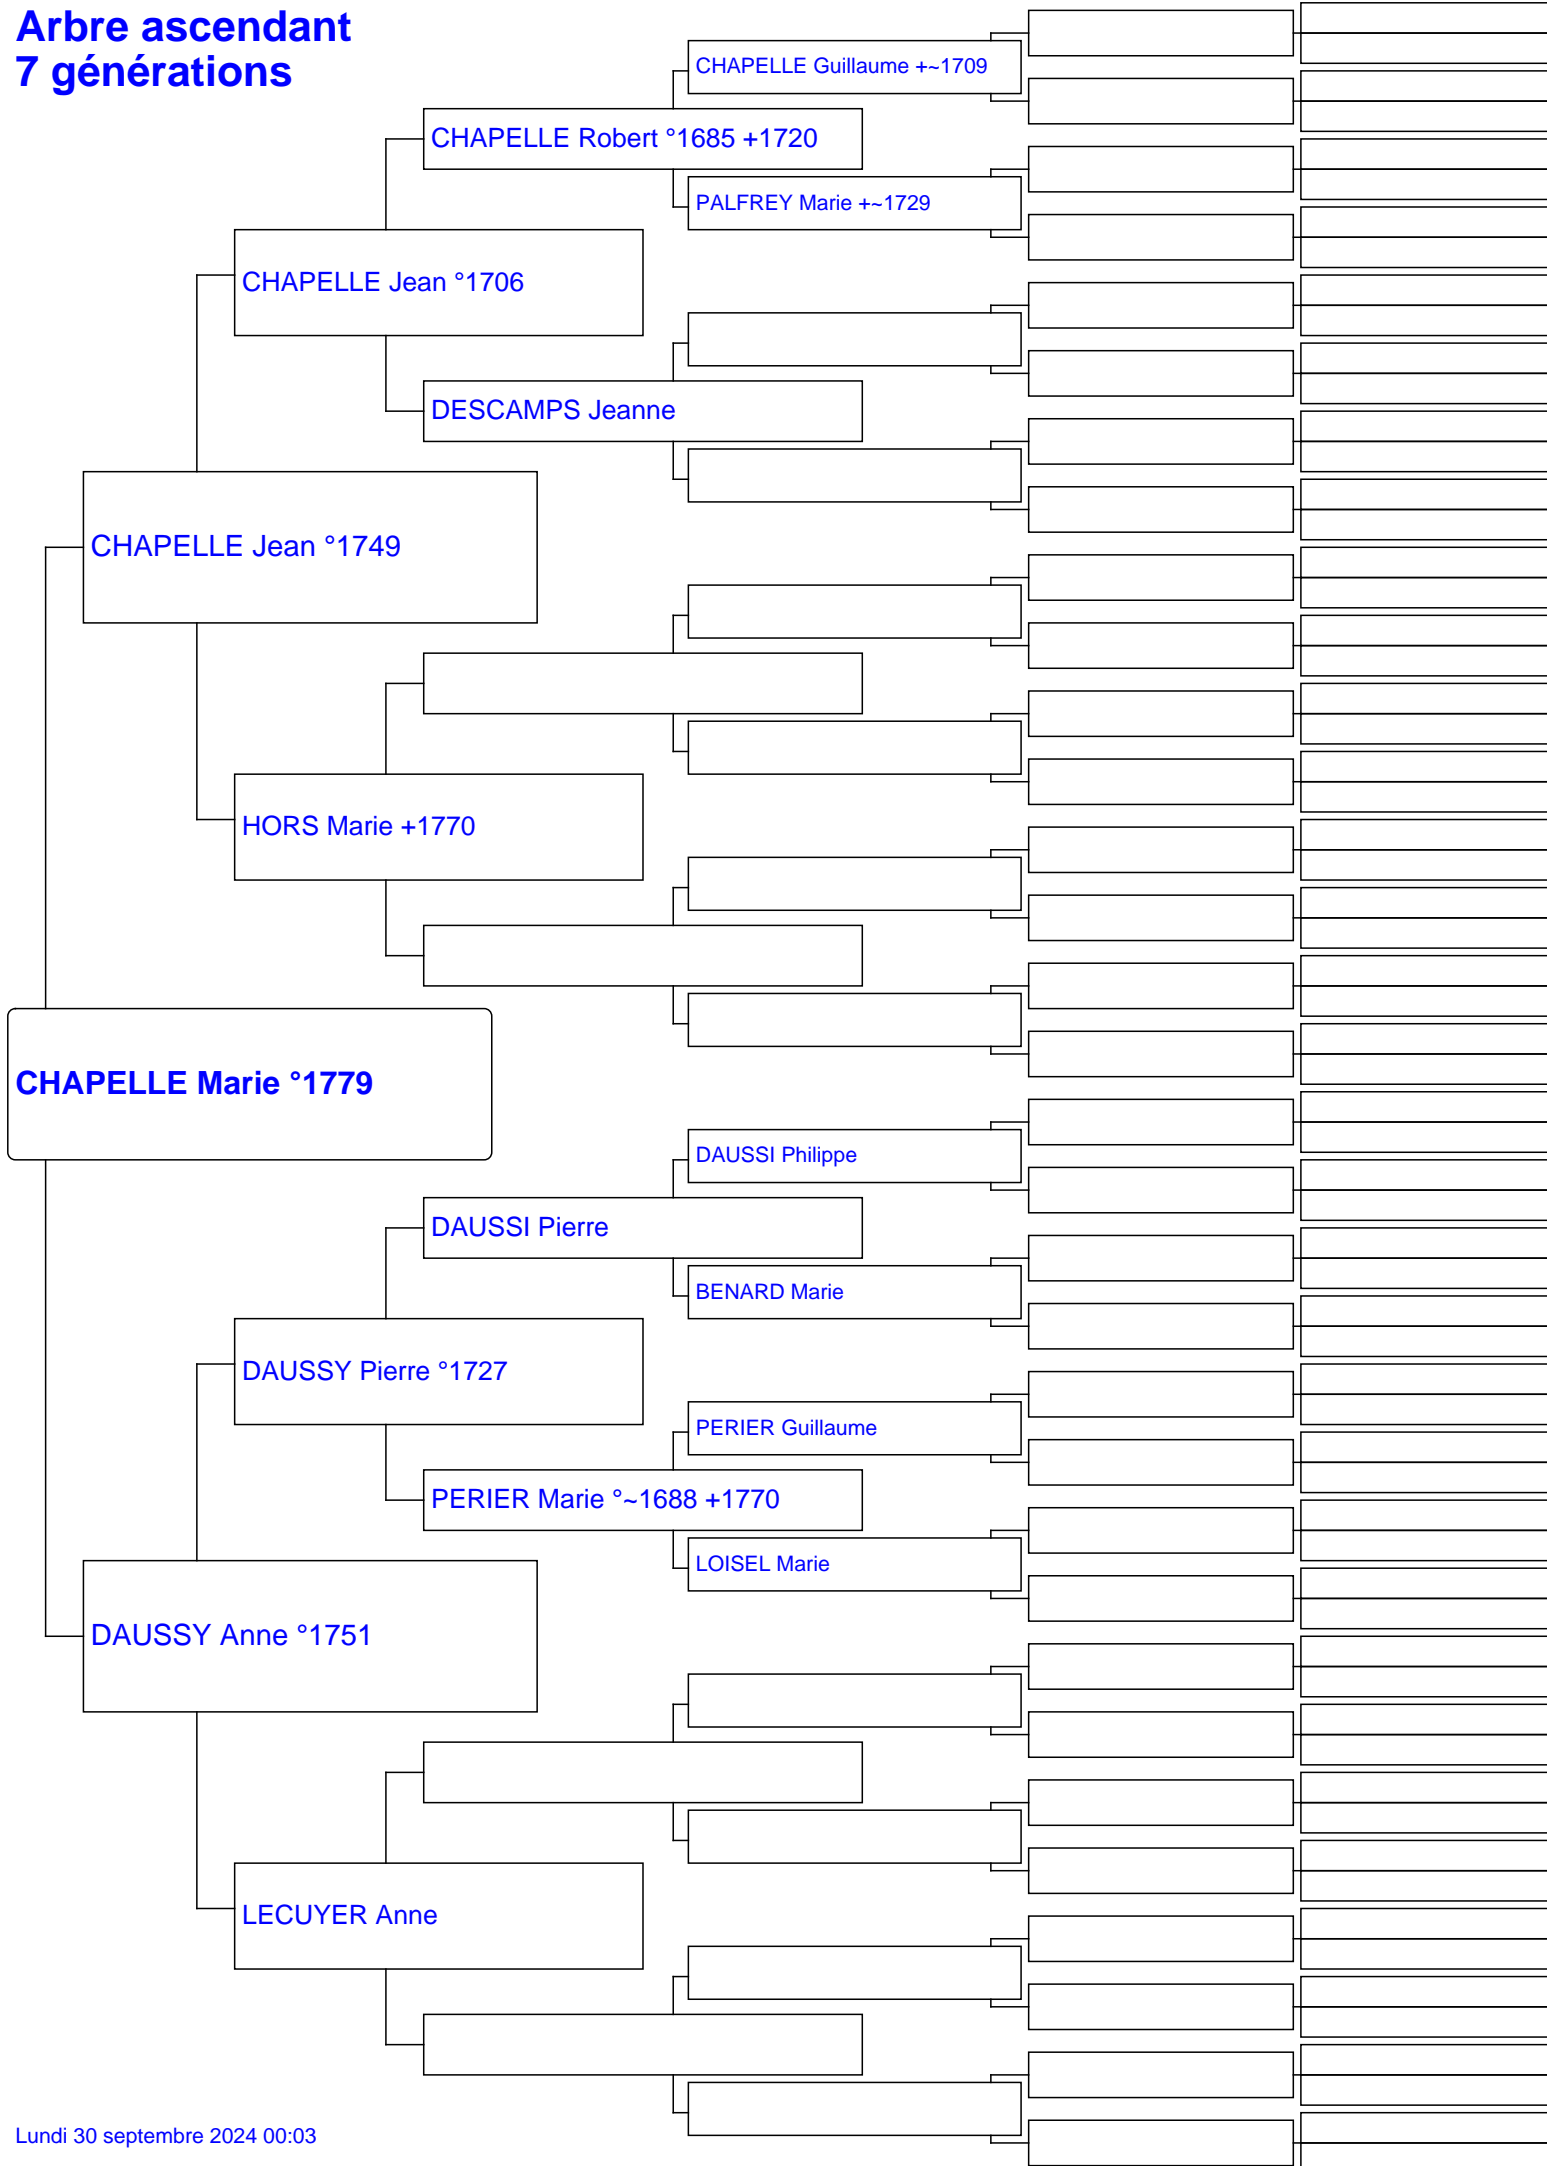 Arbre ascendant
7 générations
CHAPELLE Guillaume +~1709
CHAPELLE Robert °1685 +1720
PALFREY Marie +~1729
CHAPELLE Jean °1706
DESCAMPS Jeanne
CHAPELLE Jean °1749
HORS Marie +1770
CHAPELLE Marie °1779
DAUSSI Philippe
DAUSSI Pierre
BENARD Marie
DAUSSY Pierre °1727
PERIER Guillaume
PERIER Marie °~1688 +1770
LOISEL Marie
DAUSSY Anne °1751
LECUYER Anne
Lundi 30 septembre 2024 00:03